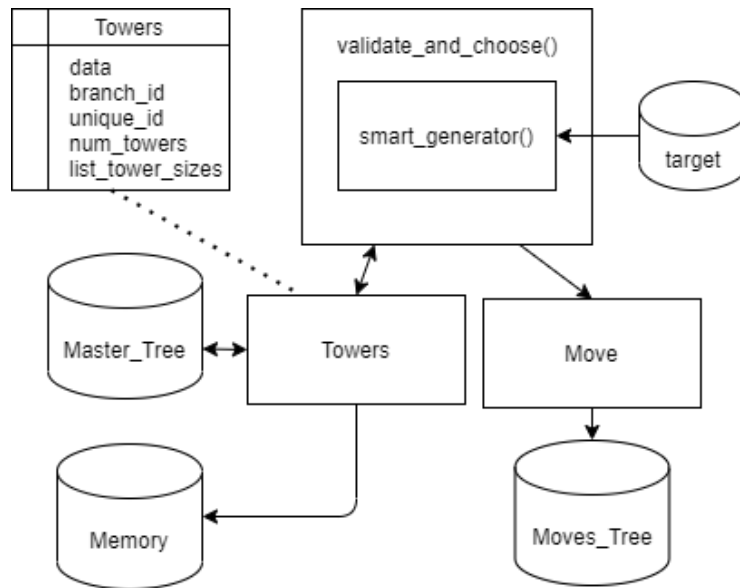 Towers
data
branch_id
unique_id
num_towers
list_tower_sizes
validate_and_choose()
smart_generator()
target
Master_Tree
Towers
Move
Memory
Moves_Tree